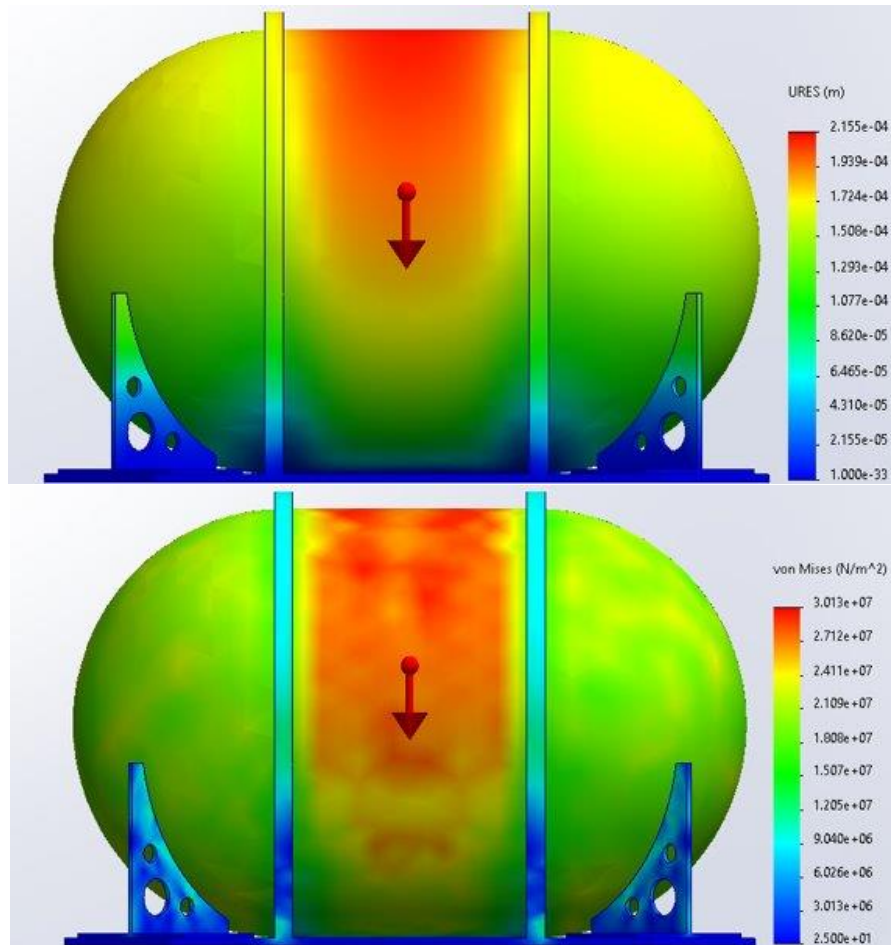 URES (m)
2.155e-04
1.939e-04
1.724e-04
1.508e-04
1.293e-04
1.077e-04
8.620e-05
6.465e-05
4.310e-05
2.155e-05
1.000e-33
von Mises (N/m^2)
3.013e+07
2.712e+07
2.411e+07
2.109e+07
1.808e+07
1.507e+07
1.205e+07
9.040e+06
6.026e+06
3.013e+06
2.500e+01